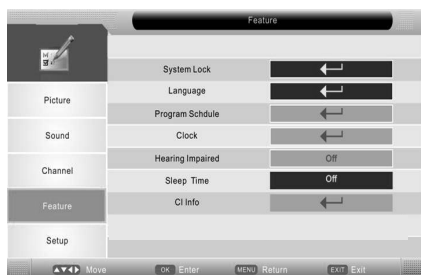 Feature
System Lock
Language
Program Schdule
Clock
Hearing Impaired Off
Sleep Time Off
CI Info
Picture
Sound
Channel
Feature
Setup
Move OK Enter MENU Return EXIT Exit